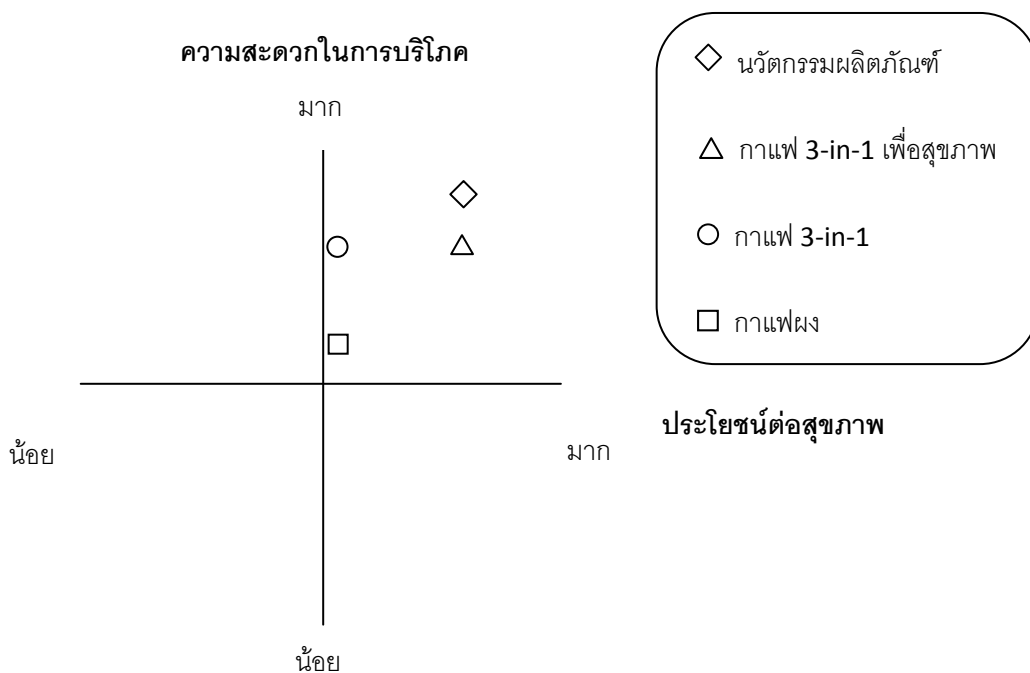 ความสะดวกในการบริโภค
มาก
นวัตกรรมผลิตภัณฑ์
กาแฟ 3-in-1 เพื่อสุขภาพ
กาแฟ 3-in-1
กาแฟผง
ประโยชน์ต่อสุขภาพ
น้อย
มาก
น้อย